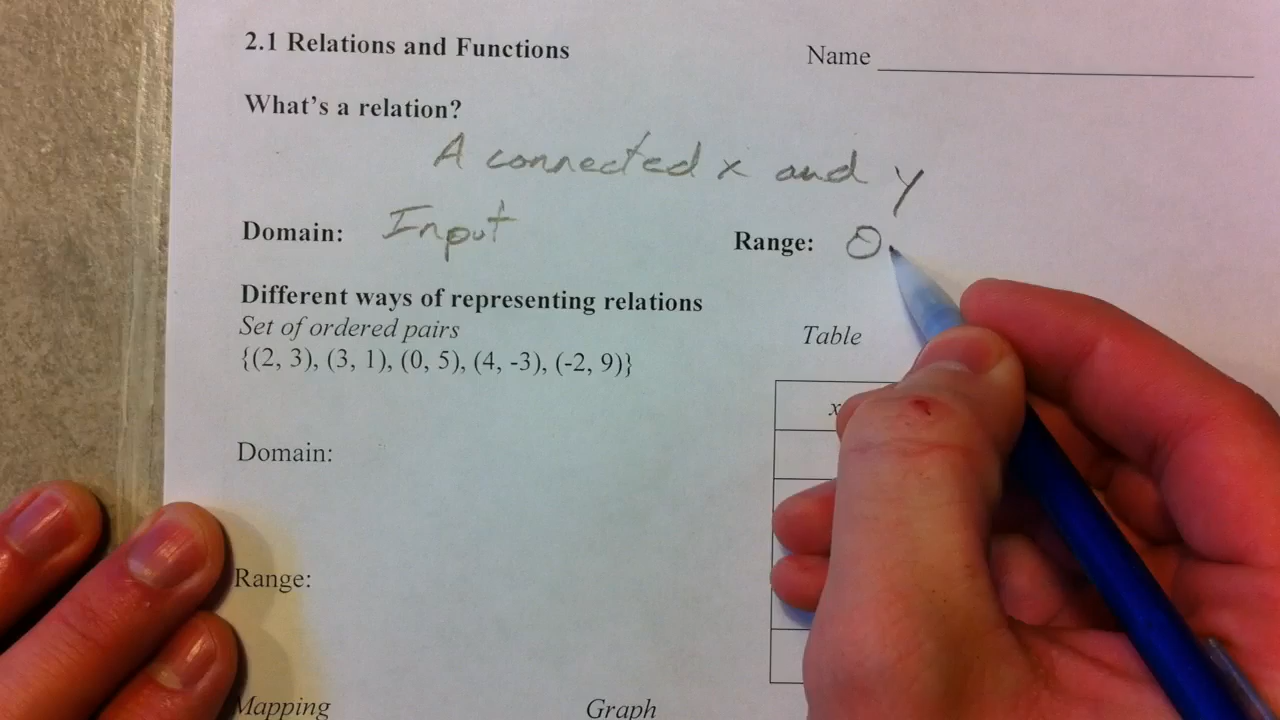 2.1 Relations and Functions Name
What's a relation?
A connected x and y
Domain: Input Range: O
Different ways of representing relations
Set of ordered pairs Table
{(2, 3), (3, 1), (0, 5), (4, -3), (-2, 9)}
x
Domain:
Range:
Mapping Graph